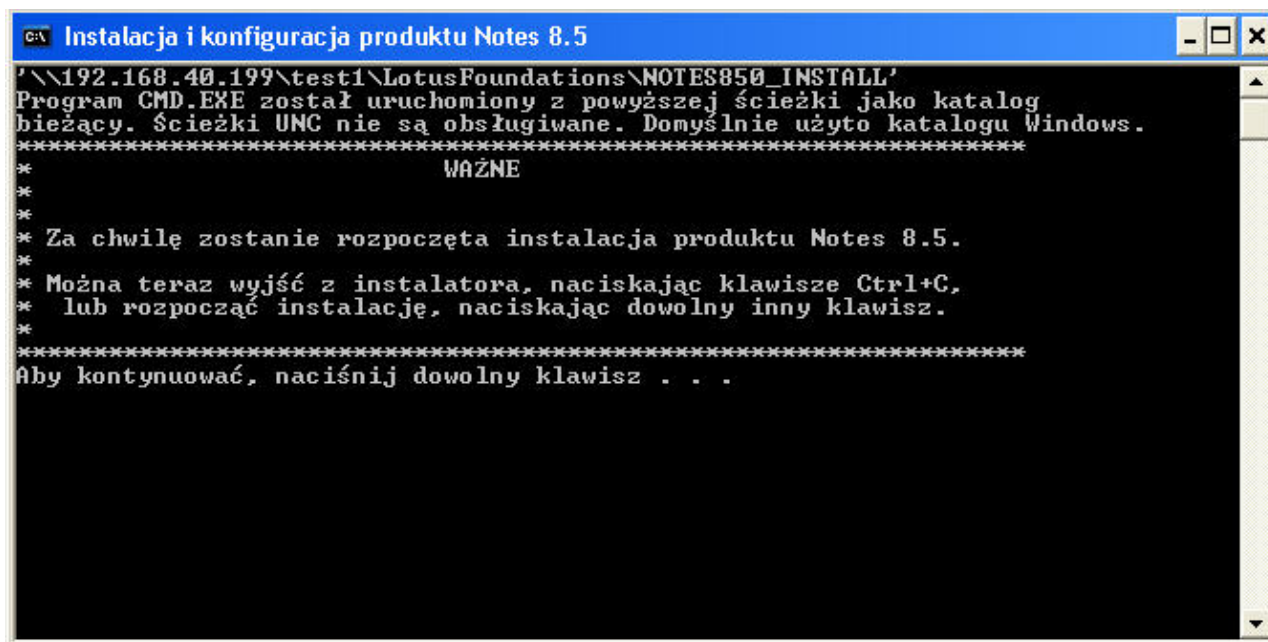 Instalacja i konfiguracja produktu Notes 8.5
'\\192.168.40.199\test1\LotusFoundations\NOTES850_INSTALL'
Program CMD.EXE został uruchomiony z powyższej ścieżki jako katalog
bieżący. Ścieżki UNC nie są obsługiwane. Domyślnie użyto katalogu Windows.
*******************************************************************
* WAŻNE
*
*
* Za chwilę zostanie rozpoczęta instalacja produktu Notes 8.5.
*
* Można teraz wyjść z instalatora, naciskając klawisze Ctrl+C,
* lub rozpocząć instalację, naciskając dowolny inny klawisz.
*
*******************************************************************
Aby kontynuować, naciśnij dowolny klawisz . . .